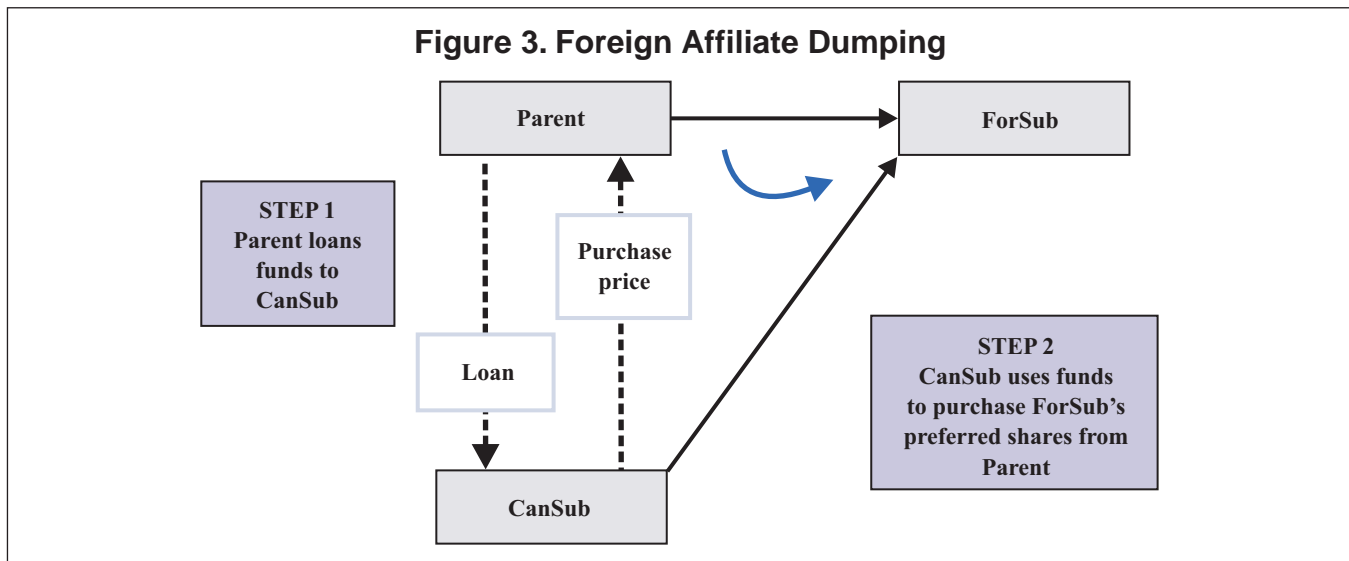 Figure 3. Foreign Affiliate Dumping
Parent
ForSub
STEP 1
Parent loans
funds to
CanSub
Purchase
price
Loan
STEP 2
CanSub uses funds
to purchase ForSub’s
preferred shares from
Parent
CanSub